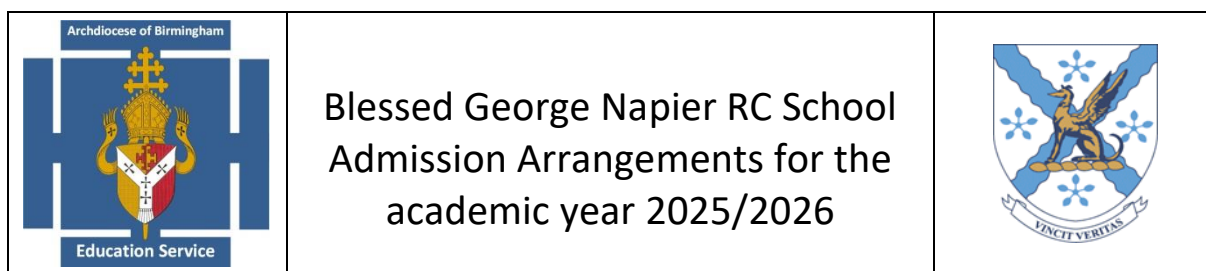 Archdiocese of Birmingham
Education Service
Blessed George Napier RC School
Admission Arrangements for the
academic year 2025/2026
VINCIT VERITAS